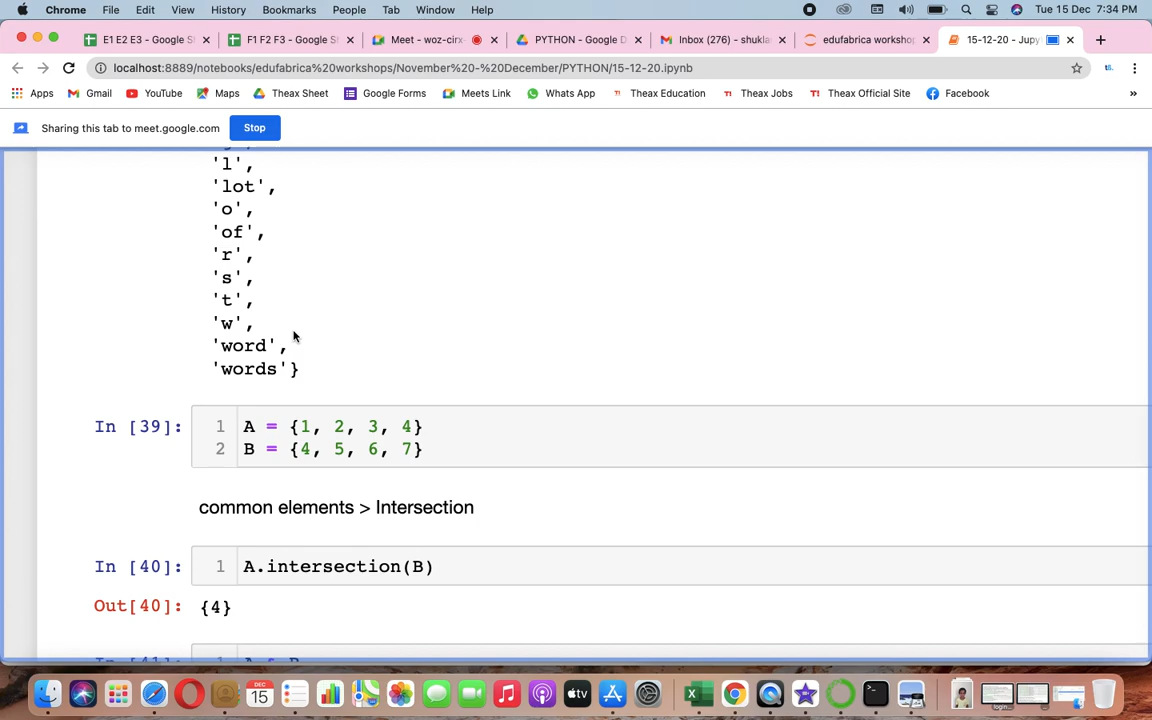 Chrome File Edit View History Bookmarks People Tab Window Help Tue 15 Dec 7:34 PM
E1 E2 E3 - Google S F1 F2 F3 - Google S Meet - woz-cirx- PYTHON - Google D Inbox (276) - shukla edufabrica worksho 15-12-20 - Jupy
localhost:8889/notebooks/edufabrica%20workshops/November%20-%20December/PYTHON/15-12-20.ipynb
Apps Gmail YouTube Maps Theax Sheet Google Forms Meets Link Whats App Theax Education Theax Jobs Theax Official Site Facebook »
Sharing this tab to meet.google.com Stop
'l',
'lot',
'o',
'of',
'r',
's',
't',
'w',
'word',
'words'}
In [39]: 1 A = {1, 2, 3, 4}
2 B = {4, 5, 6, 7}
common elements > Intersection
In [40]: 1 A.intersection(B)
Out[40]: {4}
DEC
15
tv